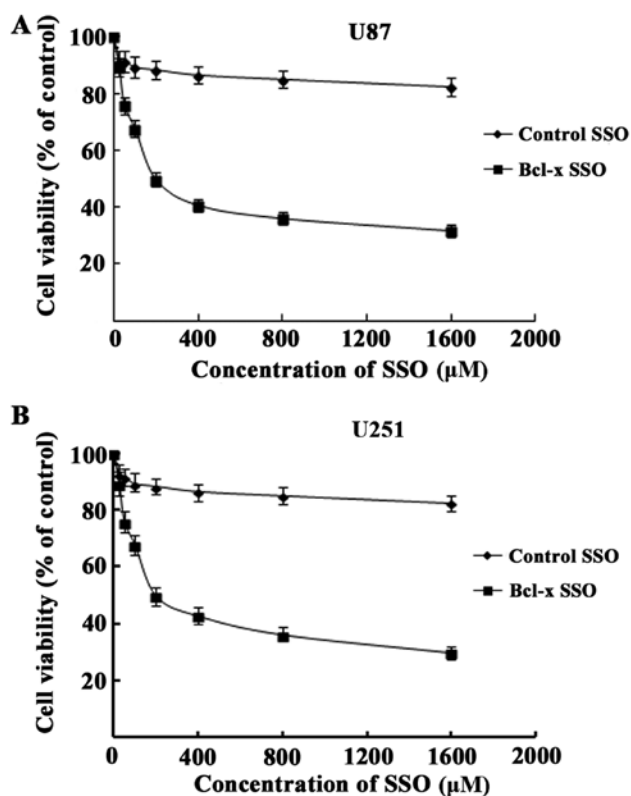 A
U87
Cell viability (% of control)
100
80
60
40
20
0
400
800
1200
1600
2000
Concentration of SSO (μM)
Control SSO
Bcl-x SSO
B
U251
Cell viability (% of control)
100
80
60
40
20
0
400
800
1200
1600
2000
Concentration of SSO (μM)
Control SSO
Bcl-x SSO